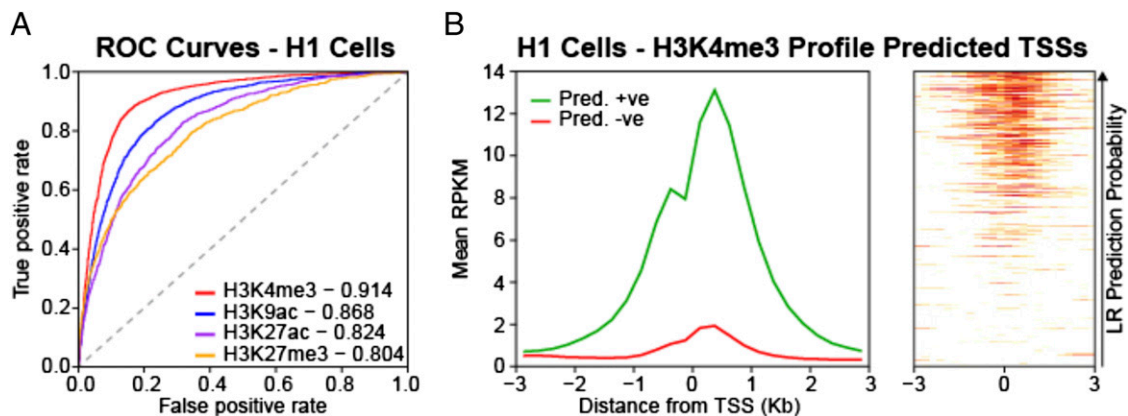 A
ROC Curves - H1 Cells
True positive rate
1.0
0.8
0.6
0.4
0.2
0.0
H3K4me3 – 0.914
H3K9ac – 0.868
H3K27ac – 0.824
H3K27me3 – 0.804
0.0 0.2 0.4 0.6 0.8 1.0
False positive rate
B
H1 Cells - H3K4me3 Profile Predicted TSSs
Mean RPKM
14
12
10
8
6
4
2
0
Pred. +ve
Pred. -ve
−3 −2 −1 0 1 2 3
Distance from TSS (Kb)
−3 0 3
LR Prediction Probability